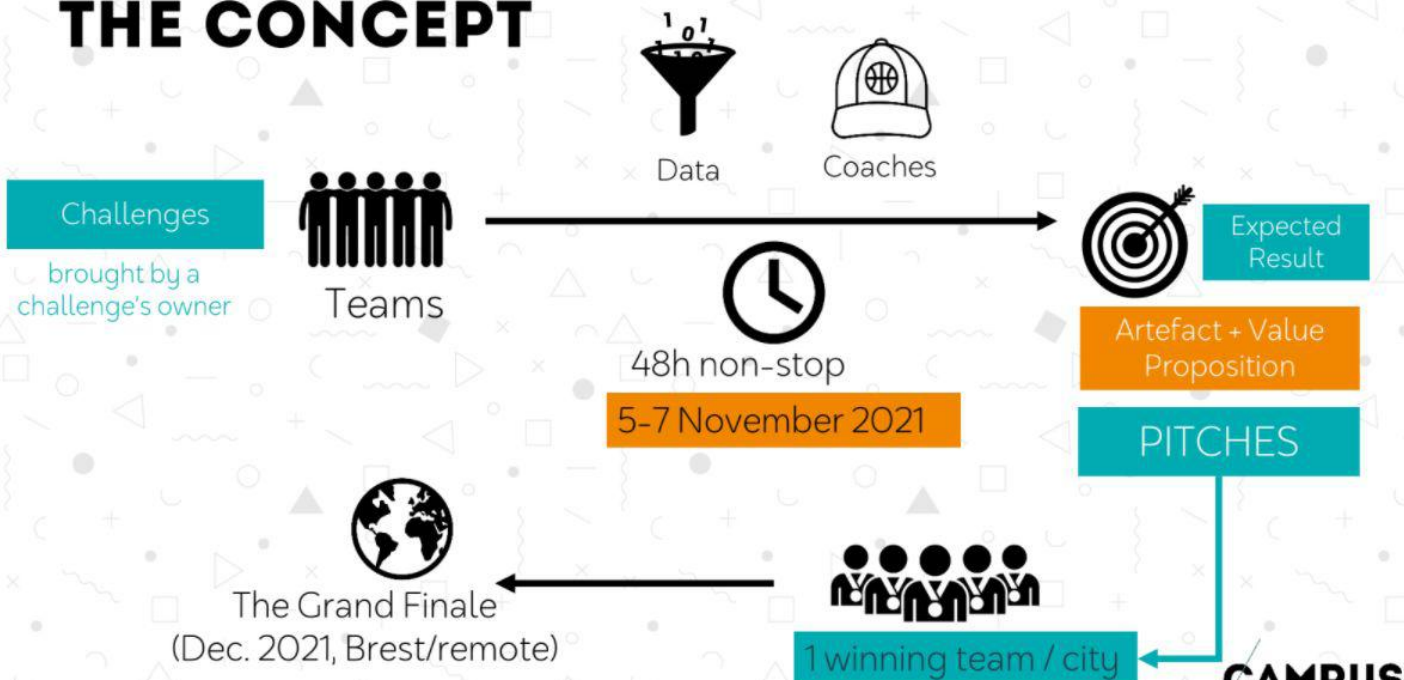 THE CONCEPT
1 0 1
Data
Coaches
Challenges
brought by a
challenge's owner
Teams
48h non-stop
5-7 November 2021
Expected
Result
Artefact + Value
Proposition
PITCHES
The Grand Finale
(Dec. 2021, Brest/remote)
1 winning team / city
CAMPUS